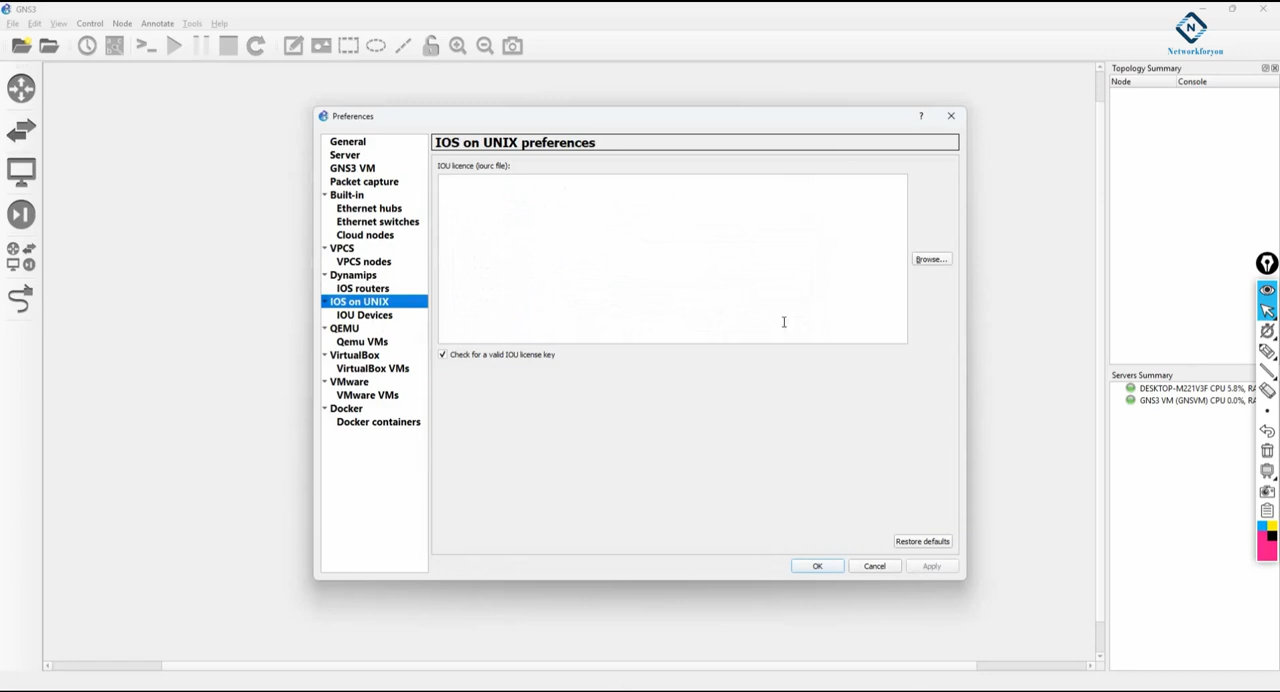 GNS3
File Edit View Control Node Annotate Tools Help
N
Networkforyou
Topology Summary
Node Console
Preferences
?
General
Server
GNS3 VM
Packet capture
Built-in
Ethernet hubs
Ethernet switches
Cloud nodes
VPCS
VPCS nodes
Dynamips
IOS routers
IOS on UNIX
IOU Devices
QEMU
Qemu VMs
VirtualBox
VirtualBox VMs
VMware
VMware VMs
Docker
Docker containers
IOS on UNIX preferences
IOU licence (iourc file):
Browse...
Check for a valid IOU license key
Restore defaults
OK Cancel Apply
Servers Summary
DESKTOP-M221V3F CPU 5.8%, RA
GNS3 VM (GNSVM) CPU 0.0%, RA